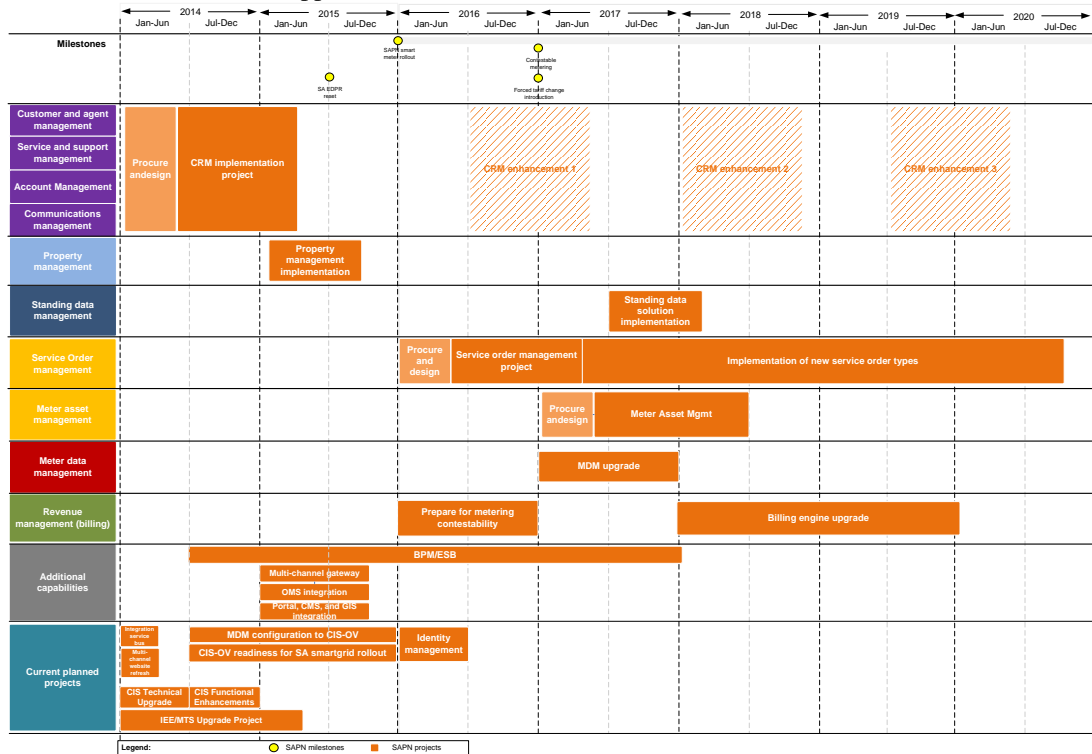 2014
2015
2016
2017
2018
2019
2020
Jan-Jun
Jul-Dec
Jan-Jun
Jul-Dec
Jan-Jun
Jul-Dec
Jan-Jun
Jul-Dec
Jan-Jun
Jul-Dec
Jan-Jun
Jul-Dec
Jan-Jun
Jul-Dec
Milestones
SAPN smart
meter rollout
Contestable
metering
SA EDPR
reset
Forced tariff change
introduction
Customer and agent
management
Service and support
management
Account Management
Communications
management
Procure
andesign
CRM implementation
project
CRM enhancement 1
CRM enhancement 2
CRM enhancement 3
Property
management
Property
management
implementation
Standing data
management
Standing data
solution
implementation
Service Order
management
Procure
and
design
Service order management
project
Implementation of new service order types
Meter asset
management
Procure
andesign
Meter Asset Mgmt
Meter data
management
MDM upgrade
Revenue
management (billing)
Prepare for metering
contestability
Billing engine upgrade
Additional
capabilities
BPM/ESB
Multi-channel gateway
OMS integration
Portal, CMS, and GIS
integration
Current planned
projects
Integration
service
bus
Multi-
channel
website
refresh
MDM configuration to CIS-OV
CIS-OV readiness for SA smartgrid rollout
Identity
management
CIS Technical
Upgrade
CIS Functional
Enhancements
IEE/MTS Upgrade Project
Legend:
SAPN milestones
SAPN projects